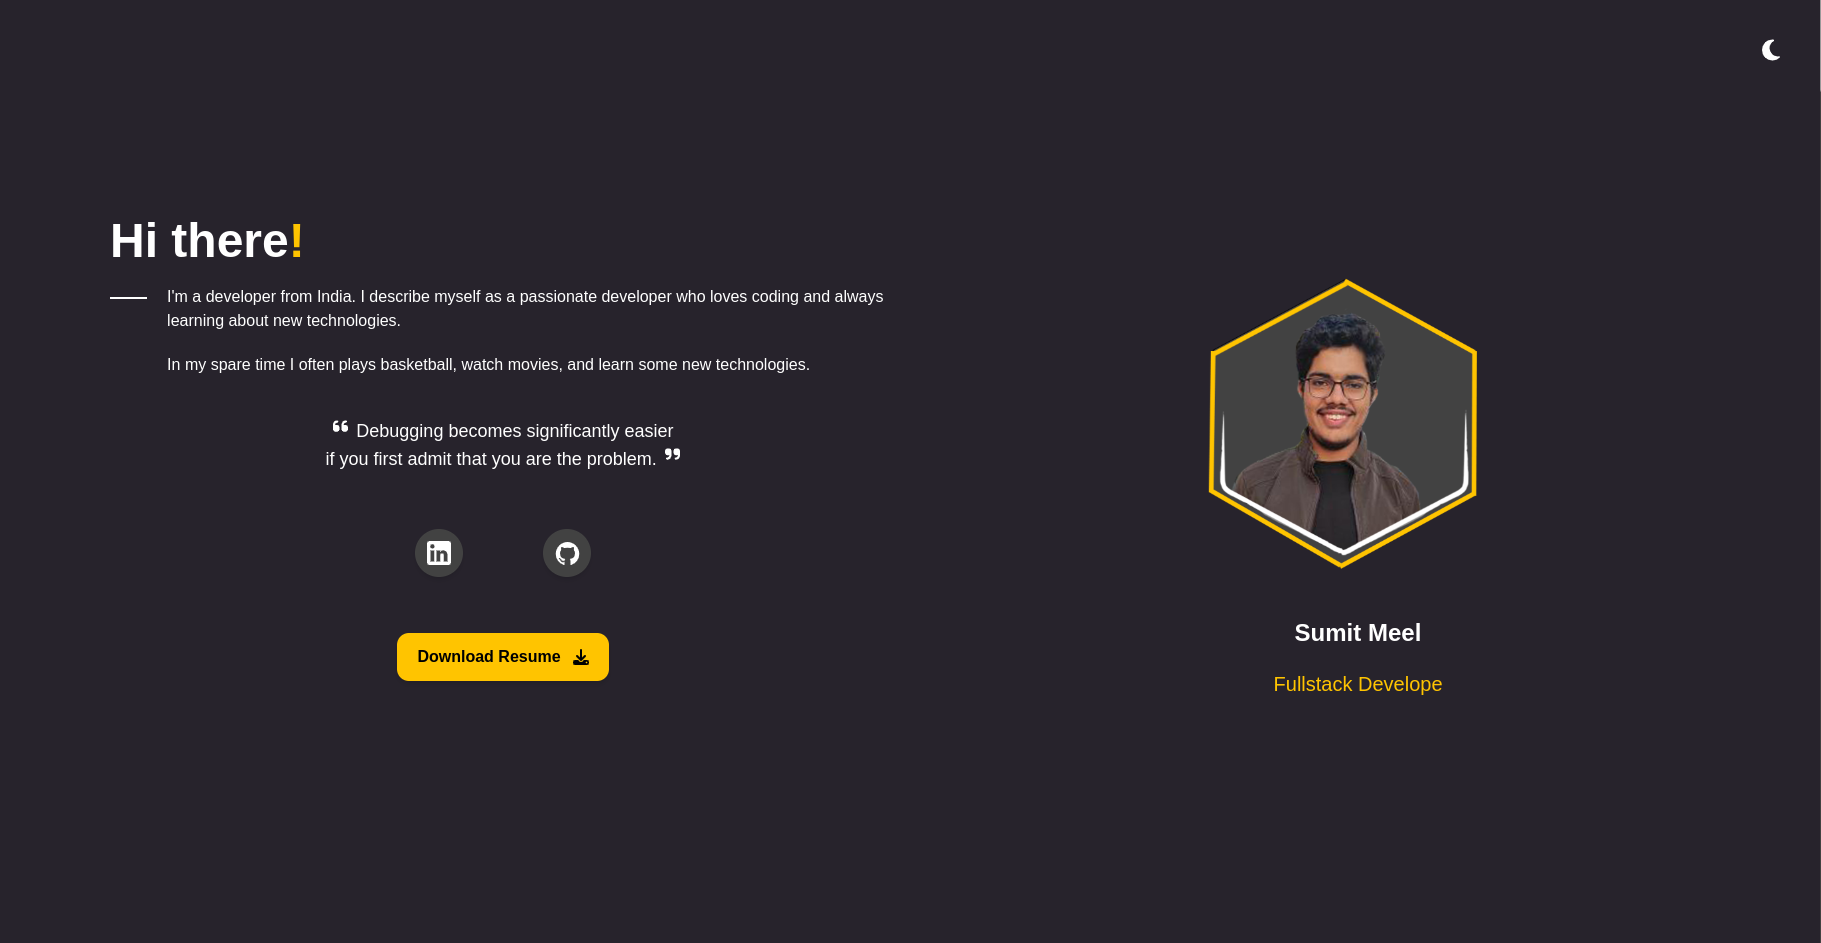 Hi there!
I'm a developer from India. I describe myself as a passionate developer who loves coding and always
learning about new technologies.
In my spare time I often plays basketball, watch movies, and learn some new technologies.
❝ Debugging becomes significantly easier
if you first admit that you are the problem. ❞
in
Download Resume
Sumit Meel
Fullstack Develope